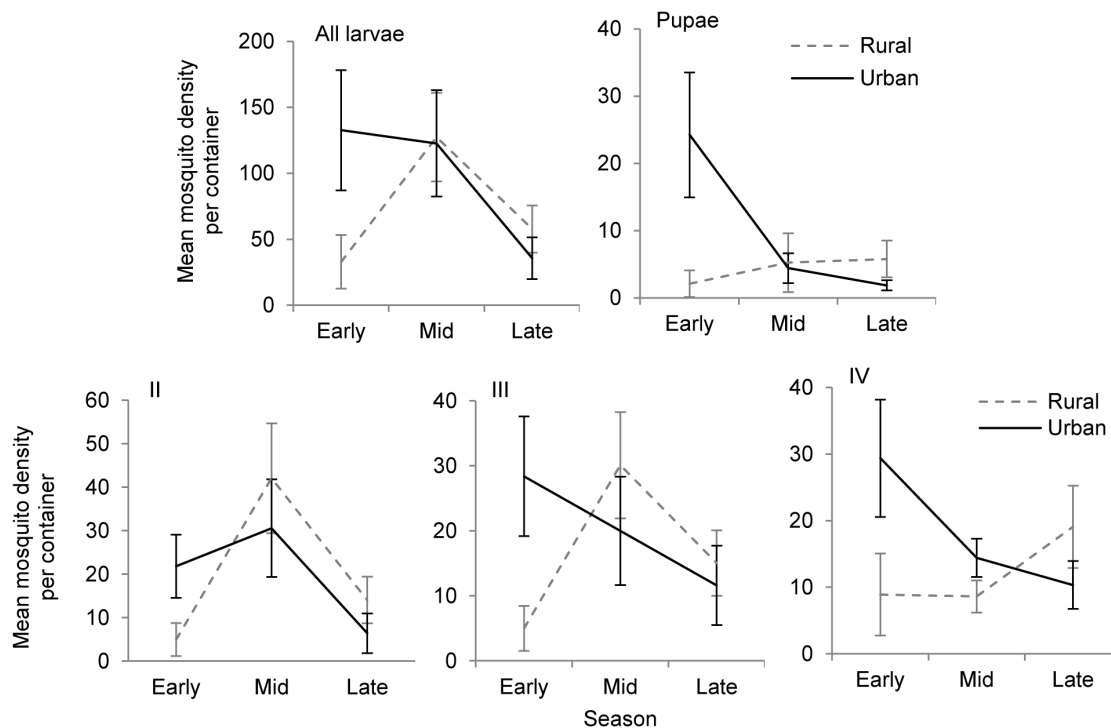 All larvae
Mean mosquito density
per container
200
150
100
50
0
Early Mid Late
Pupae
40
30
20
10
0
Early Mid Late
Rural
Urban
II
Mean mosquito density
per container
60
50
40
30
20
10
0
Early Mid Late
III
40
30
20
10
0
Early Mid Late
IV
40
30
20
10
0
Early Mid Late
Rural
Urban
Season